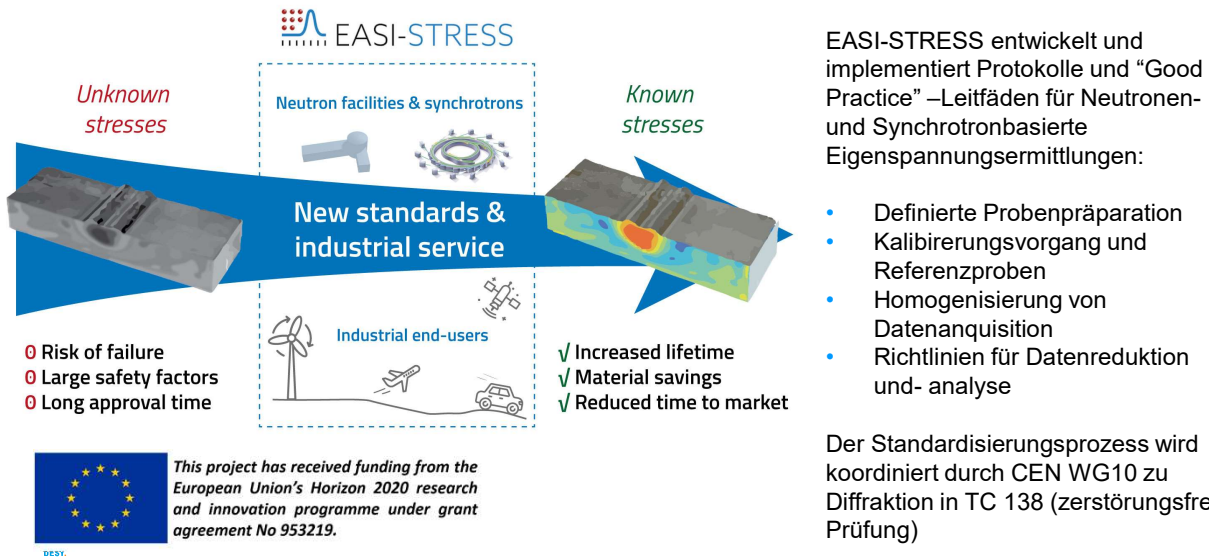 EASI-STRESS
Unknown
stresses
Neutron facilities & synchrotrons
Known
stresses
New standards &
industrial service
Industrial end-users
0 Risk of failure
0 Large safety factors
0 Long approval time
√ Increased lifetime
√ Material savings
√ Reduced time to market
This project has received funding from the
European Union's Horizon 2020 research
and innovation programme under grant
agreement No 953219.
DESY.
EASI-STRESS entwickelt und
implementiert Protokolle und “Good
Practice” –Leitfäden für Neutronen-
und Synchrotronbasierte
Eigenspannungsermittlungen:
• Definierte Probenpräparation
• Kalibirerungsvorgang und
Referenzproben
• Homogenisierung von
Datenanquisition
• Richtlinien für Datenreduktion
und- analyse
Der Standardisierungsprozess wird
koordiniert durch CEN WG10 zu
Diffraktion in TC 138 (zerstörungsfre
Prüfung)